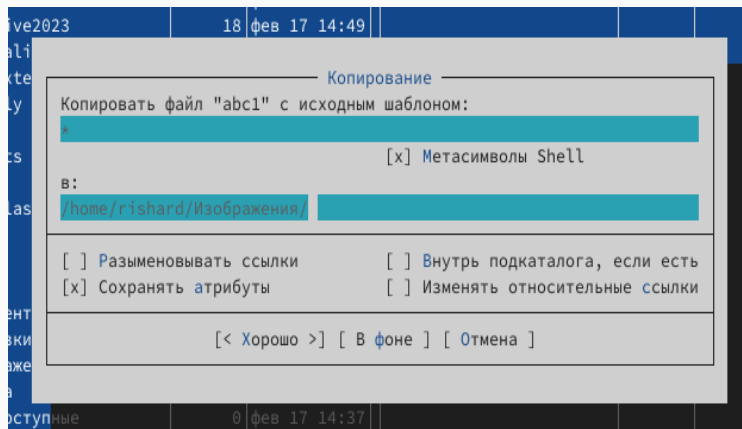 ive2023 18 фев 17 14:49
Копирование
Копировать файл "abc1" с исходным шаблоном:
*
[x] Метасимволы Shell
в:
/home/rishard/Изображения/
[ ] Разыменовывать ссылки [ ] Внутрь подкаталога, если есть
[x] Сохранять атрибуты [ ] Изменять относительные ссылки
[< Хорошо >] [ В фоне ] [ Отмена ]
оступные 0 фев 17 14:37